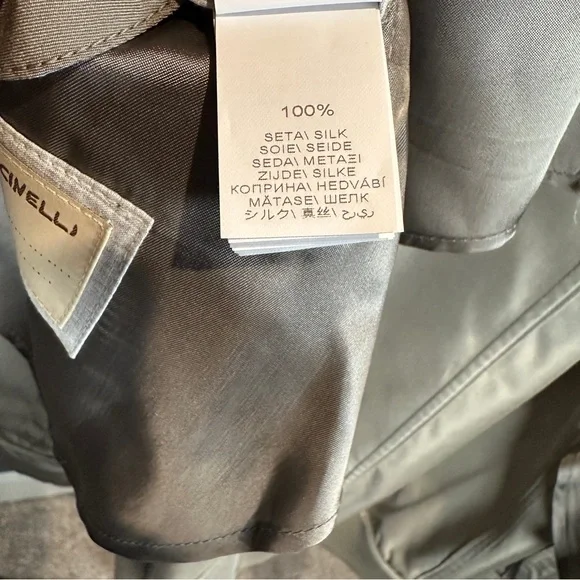 CINELLI
100%
SETA\ SILK
SOIE\ SEIDE
SEDA\ ΜΕΤΑΞΙ
ZIJDE\ SILKE
КОПРИНА\ HEDVÁBÍ
MĂTASE\ ШЕЛК
シルク\ 真丝\ حرير